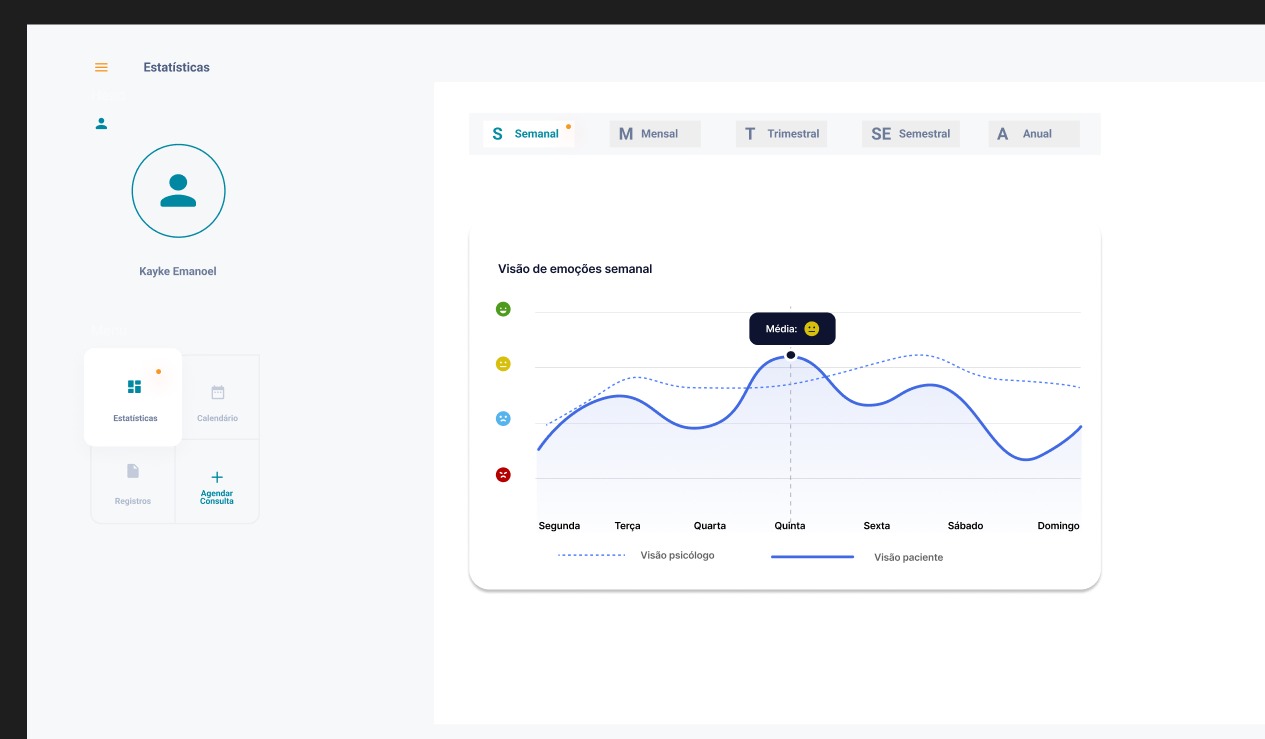 Estatísticas
Kayke Emanoel
Estatísticas
Calendário
Registros
Agendar
Consulta
S Semanal
M Mensal
T Trimestral
SE Semestral
A Anual
Visão de emoções semanal
Média:
Segunda Terça Quarta Quinta Sexta Sábado Domingo
Visão psicólogo Visão paciente